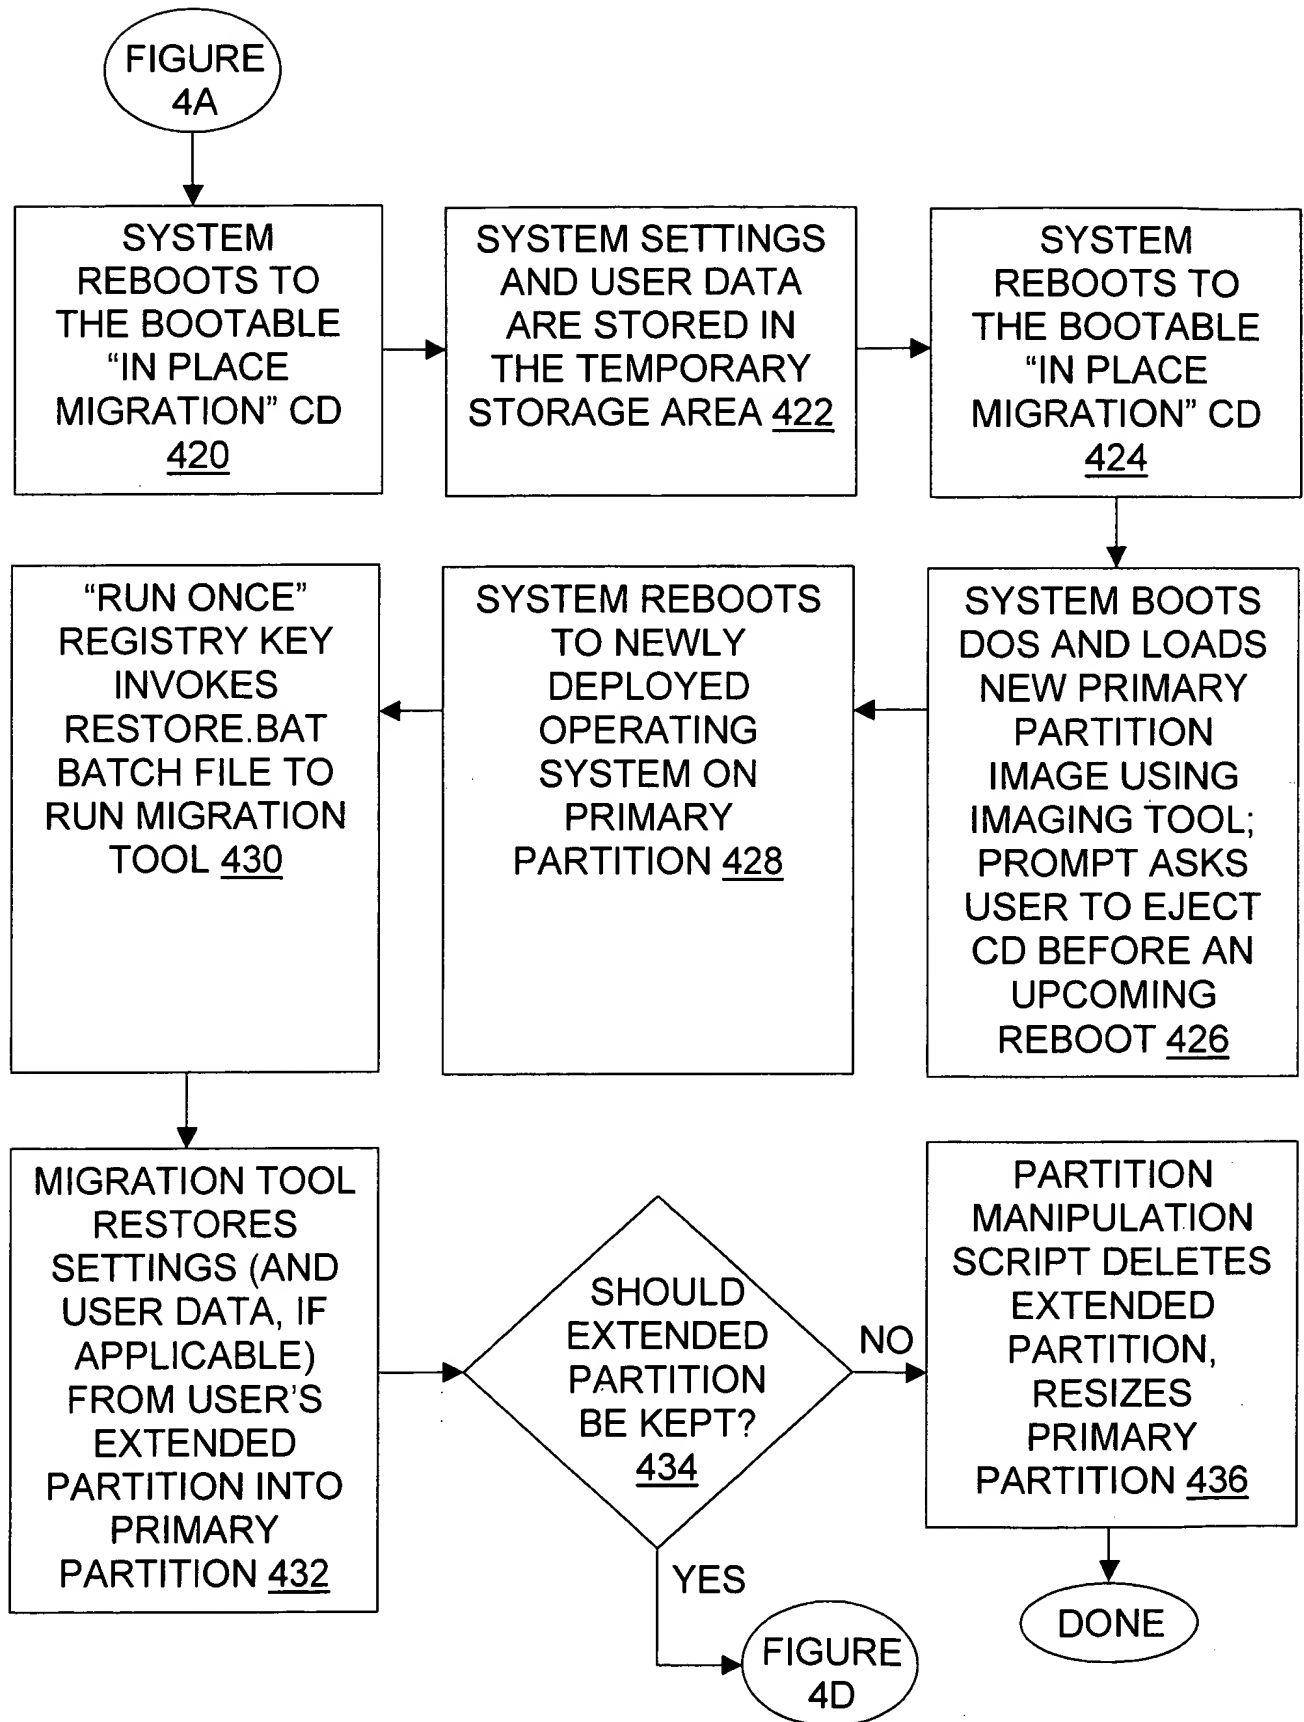 FIGURE
4A
SYSTEM
REBOOTS TO
THE BOOTABLE
“IN PLACE
MIGRATION” CD
420
SYSTEM SETTINGS
AND USER DATA
ARE STORED IN
THE TEMPORARY
STORAGE AREA 422
SYSTEM
REBOOTS TO
THE BOOTABLE
“IN PLACE
MIGRATION” CD
424
SYSTEM BOOTS
DOS AND LOADS
NEW PRIMARY
PARTITION
IMAGE USING
IMAGING TOOL;
PROMPT ASKS
USER TO EJECT
CD BEFORE AN
UPCOMING
REBOOT 426
SYSTEM REBOOTS
TO NEWLY
DEPLOYED
OPERATING
SYSTEM ON
PRIMARY
PARTITION 428
“RUN ONCE”
REGISTRY KEY
INVOKES
RESTORE.BAT
BATCH FILE TO
RUN MIGRATION
TOOL 430
MIGRATION TOOL
RESTORES
SETTINGS (AND
USER DATA, IF
APPLICABLE)
FROM USER’S
EXTENDED
PARTITION INTO
PRIMARY
PARTITION 432
SHOULD
EXTENDED
PARTITION
BE KEPT?
434
NO
YES
PARTITION
MANIPULATION
SCRIPT DELETES
EXTENDED
PARTITION,
RESIZES
PRIMARY
PARTITION 436
DONE
FIGURE
4D